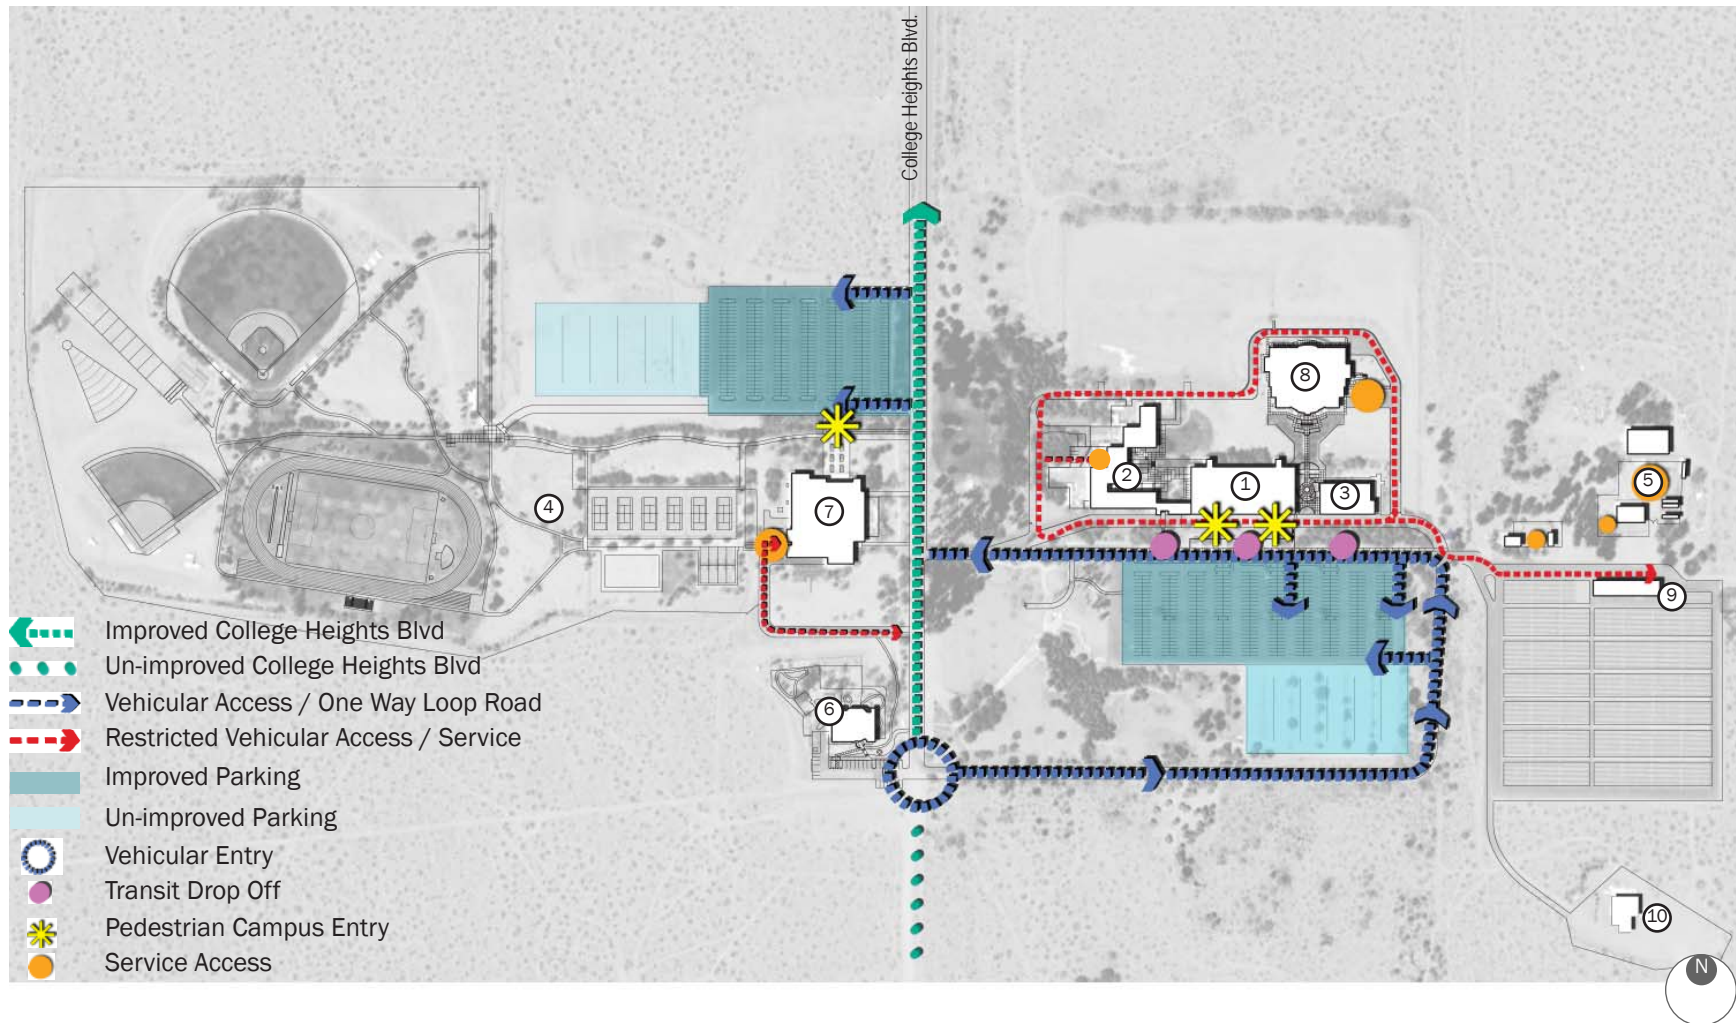 College Heights Blvd.
8
2
1
3
5
4
7
9
6
10
Improved College Heights Blvd
Un-improved College Heights Blvd
Vehicular Access / One Way Loop Road
Restricted Vehicular Access / Service
Improved Parking
Un-improved Parking
Vehicular Entry
Transit Drop Off
Pedestrian Campus Entry
Service Access
N